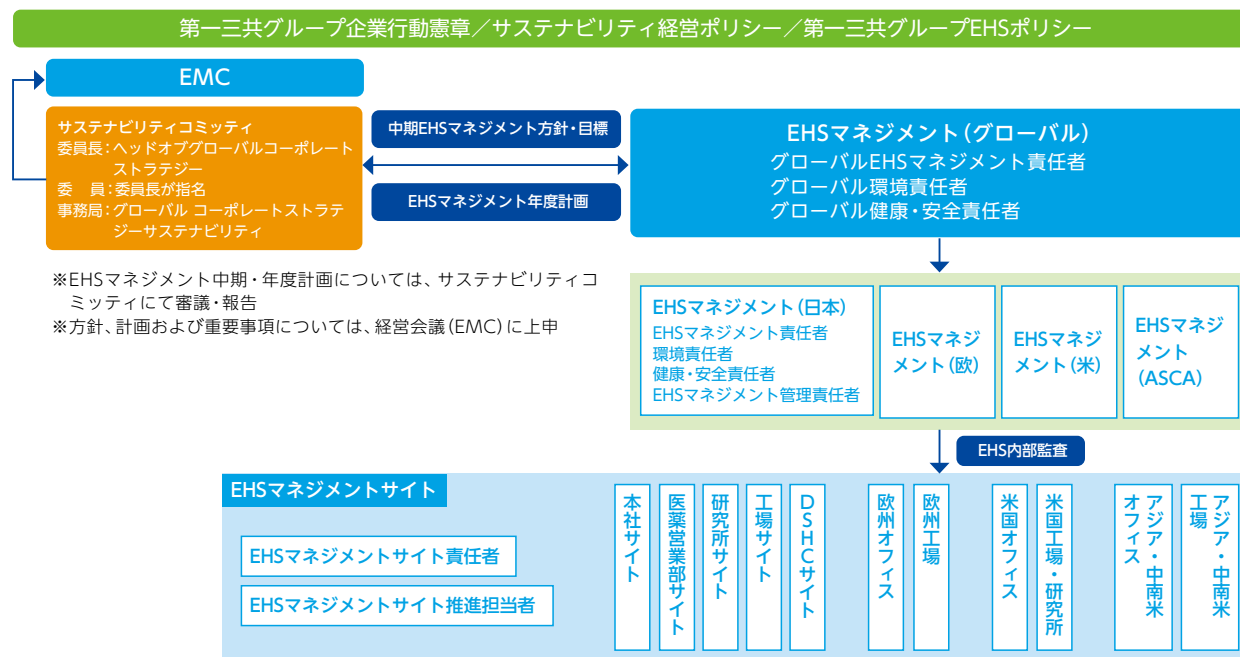 第一三共グループ企業行動憲章／サステナビリティ経営ポリシー／第一三共グループEHSポリシー
EMC
サステナビリティコミッティ
委員長：ヘッドオブグローバルコーポレート
ストラテジー
委　員：委員長が指名
事務局：グローバル コーポレートストラテ
ジーサステナビリティ
中期EHSマネジメント方針・目標
EHSマネジメント年度計画
EHSマネジメント（グローバル）
グローバルEHSマネジメント責任者
グローバル環境責任者
グローバル健康・安全責任者
※EHSマネジメント中期・年度計画については、サステナビリティコ
ミッティにて審議・報告
※方針、計画および重要事項については、経営会議（EMC）に上申
EHSマネジメント（日本）
EHSマネジメント責任者
環境責任者
健康・安全責任者
EHSマネジメント管理責任者
EHSマネジ
メント（欧）
EHSマネジ
メント（米）
EHSマネジ
メント
(ASCA)
EHS内部監査
EHSマネジメントサイト
EHSマネジメントサイト責任者
EHSマネジメントサイト推進担当者
本社サイト
医薬営業部サイト
研究所サイト
工場サイト
DSHCサイト
欧州オフィス
欧州工場
米国オフィス
米国工場・研究所
アジア・中南米
オフィス
アジア・中南米
工場